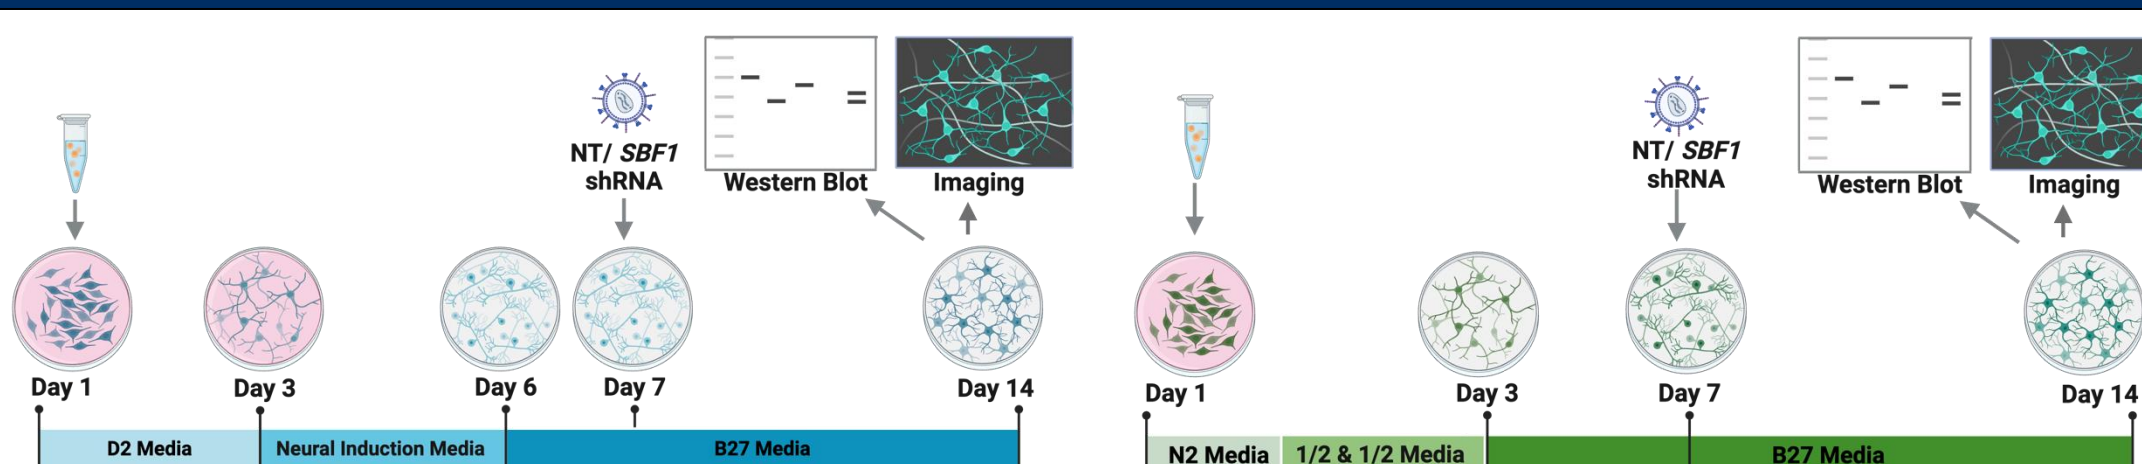 NT/ SBF1
shRNA
Western Blot
Imaging
Day 1
Day 3
Day 6
Day 7
Day 14
D2 Media
Neural Induction Media
B27 Media
NT/ SBF1
shRNA
Western Blot
Imaging
Day 1
Day 3
Day 7
Day 14
N2 Media
1/2 & 1/2 Media
B27 Media